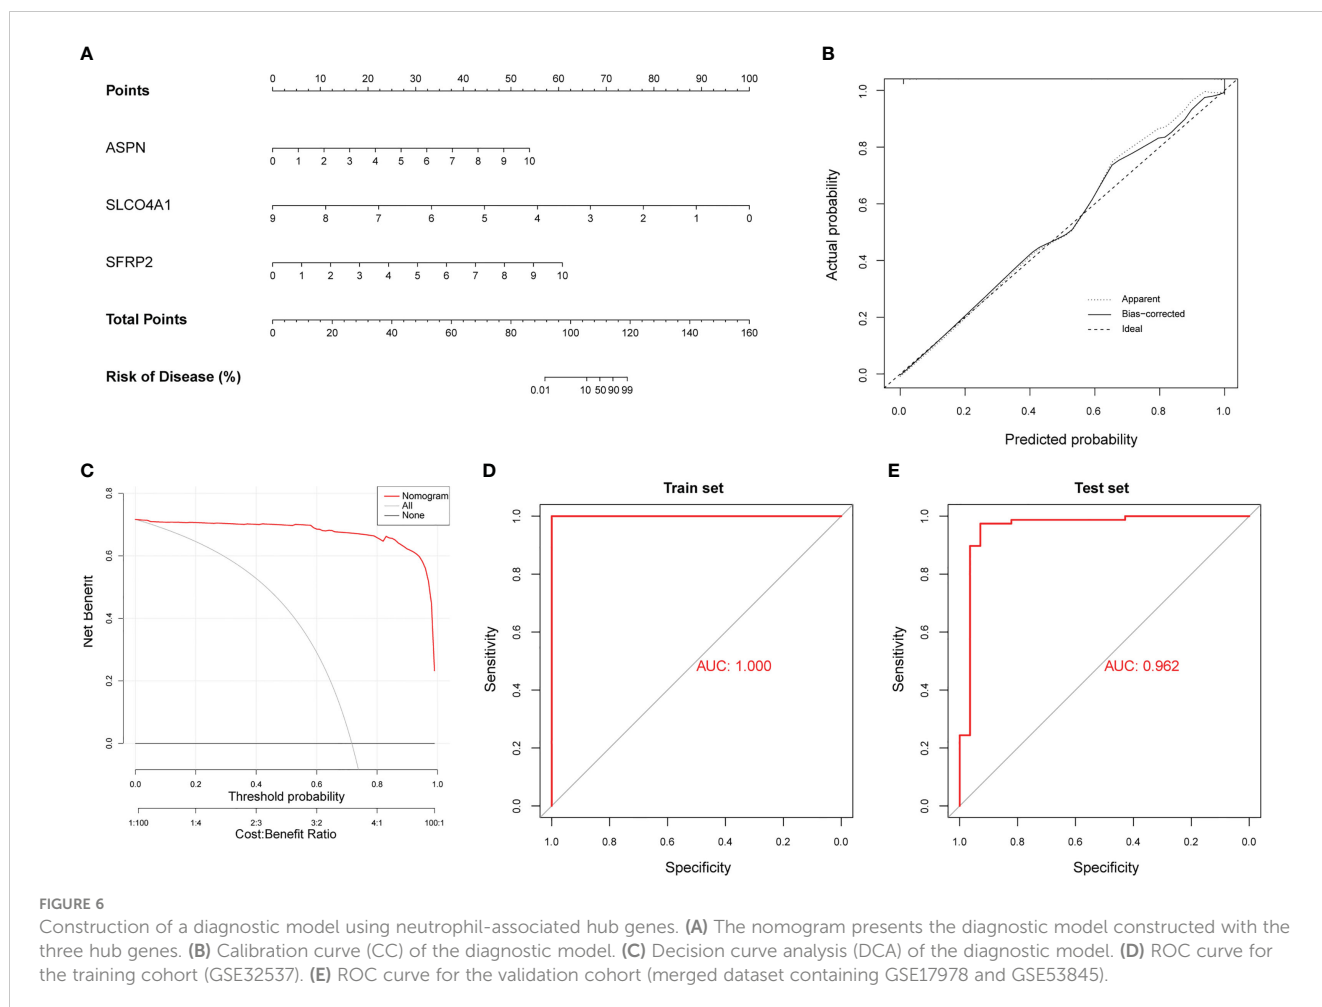 A
Points
0 10 20 30 40 50 60 70 80 90 100
ASPN
0 1 2 3 4 5 6 7 8 9 10
SLCO4A1
9 8 7 6 5 4 3 2 1 0
SFRP2
0 1 2 3 4 5 6 7 8 9 10
Total Points
0 20 40 60 80 100 120 140 160
Risk of Disease (%)
0.01 10 50 90 99
B
Actual probability
1.0
0.8
0.6
0.4
0.2
0.0
Apparent
Bias-corrected
Ideal
0.0 0.2 0.4 0.6 0.8 1.0
Predicted probability
C
Net Benefit
0.8
0.6
0.4
0.2
0.0
Nomogram
All
None
0.0 0.2 0.4 0.6 0.8 1.0
Threshold probability
1:100 1:4 2:3 3:2 4:1 100:1
Cost:Benefit Ratio
D
Train set
Sensitivity
1.0
0.8
0.6
0.4
0.2
0.0
AUC: 1.000
1.0 0.8 0.6 0.4 0.2 0.0
Specificity
E
Test set
Sensitivity
1.0
0.8
0.6
0.4
0.2
0.0
AUC: 0.962
1.0 0.8 0.6 0.4 0.2 0.0
Specificity
FIGURE 6
Construction of a diagnostic model using neutrophil-associated hub genes. (A) The nomogram presents the diagnostic model constructed with the
three hub genes. (B) Calibration curve (CC) of the diagnostic model. (C) Decision curve analysis (DCA) of the diagnostic model. (D) ROC curve for
the training cohort (GSE32537). (E) ROC curve for the validation cohort (merged dataset containing GSE17978 and GSE53845).